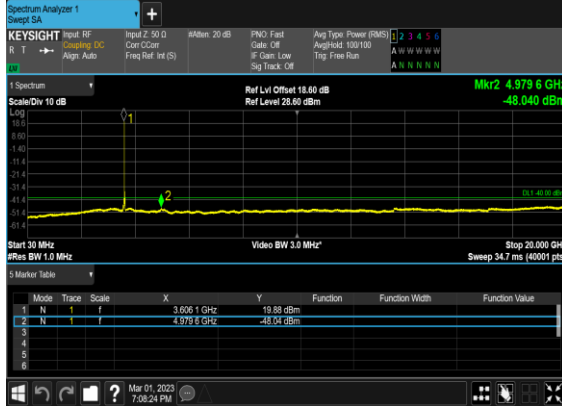 Spectrum Analyzer 1
Swept SA
+
KEYSIGHT Input: RF Input Z: 50 Ω #Atten: 20 dB PNO: Fast Avg Type: Power (RMS) 1 2 3 4 5 6
R T Coupling: DC Corr CCorr Gate: Off Avg|Hold: 100/100 A W W W W W
Align: Auto Freq Ref: Int (S) IF Gain: Low Trig: Free Run
Sig Track: Off A N N N N N
1 Spectrum Ref Lvl Offset 18.60 dB Mkr2 4.979 6 GHz
Scale/Div 10 dB Ref Level 28.60 dBm -48.040 dBm
Log
18.6
8.60
-1.40
-11.4
-21.4
-31.4
-41.4
-51.4
-61.4
1
2
Start 30 MHz Video BW 3.0 MHz* Stop 20.000 GHz
#Res BW 1.0 MHz Sweep 34.7 ms (40001 pts)
5 Marker Table
Mode Trace Scale X Y Function Function Width Function Value
1 N 1 f 3.606 1 GHz 19.88 dBm
2 N 1 f 4.979 6 GHz -48.04 dBm
3
4
5
6
? Mar 01, 2023
7:08:24 PM